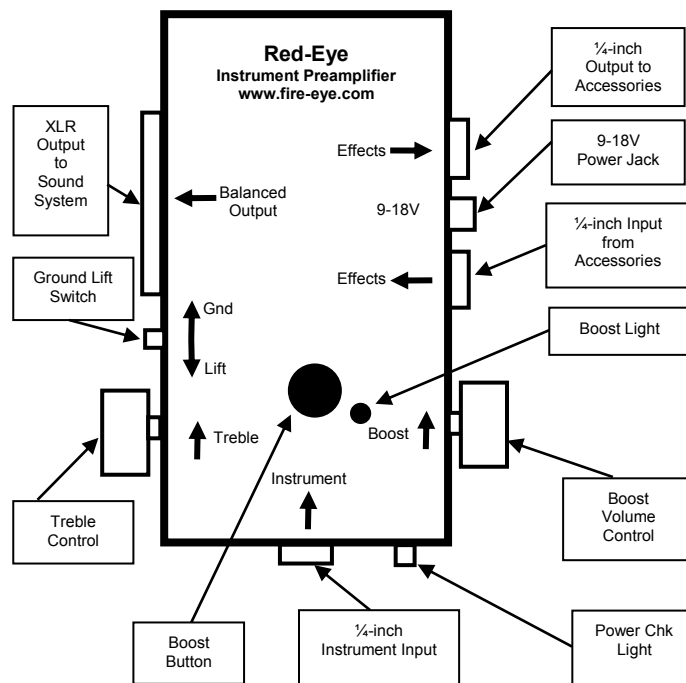 Red-Eye
Instrument Preamplifier
www.fire-eye.com
¼-inch
Output to
Accessories
XLR
Output
to
Sound
System
Effects
9-18V
Power Jack
Balanced
Output
9-18V
¼-inch Input
from
Accessories
Ground Lift
Switch
Effects
Gnd
Lift
Boost Light
Treble
Boost
Instrument
Treble
Control
Boost
Volume
Control
Boost
Button
¼-inch
Instrument Input
Power Chk
Light